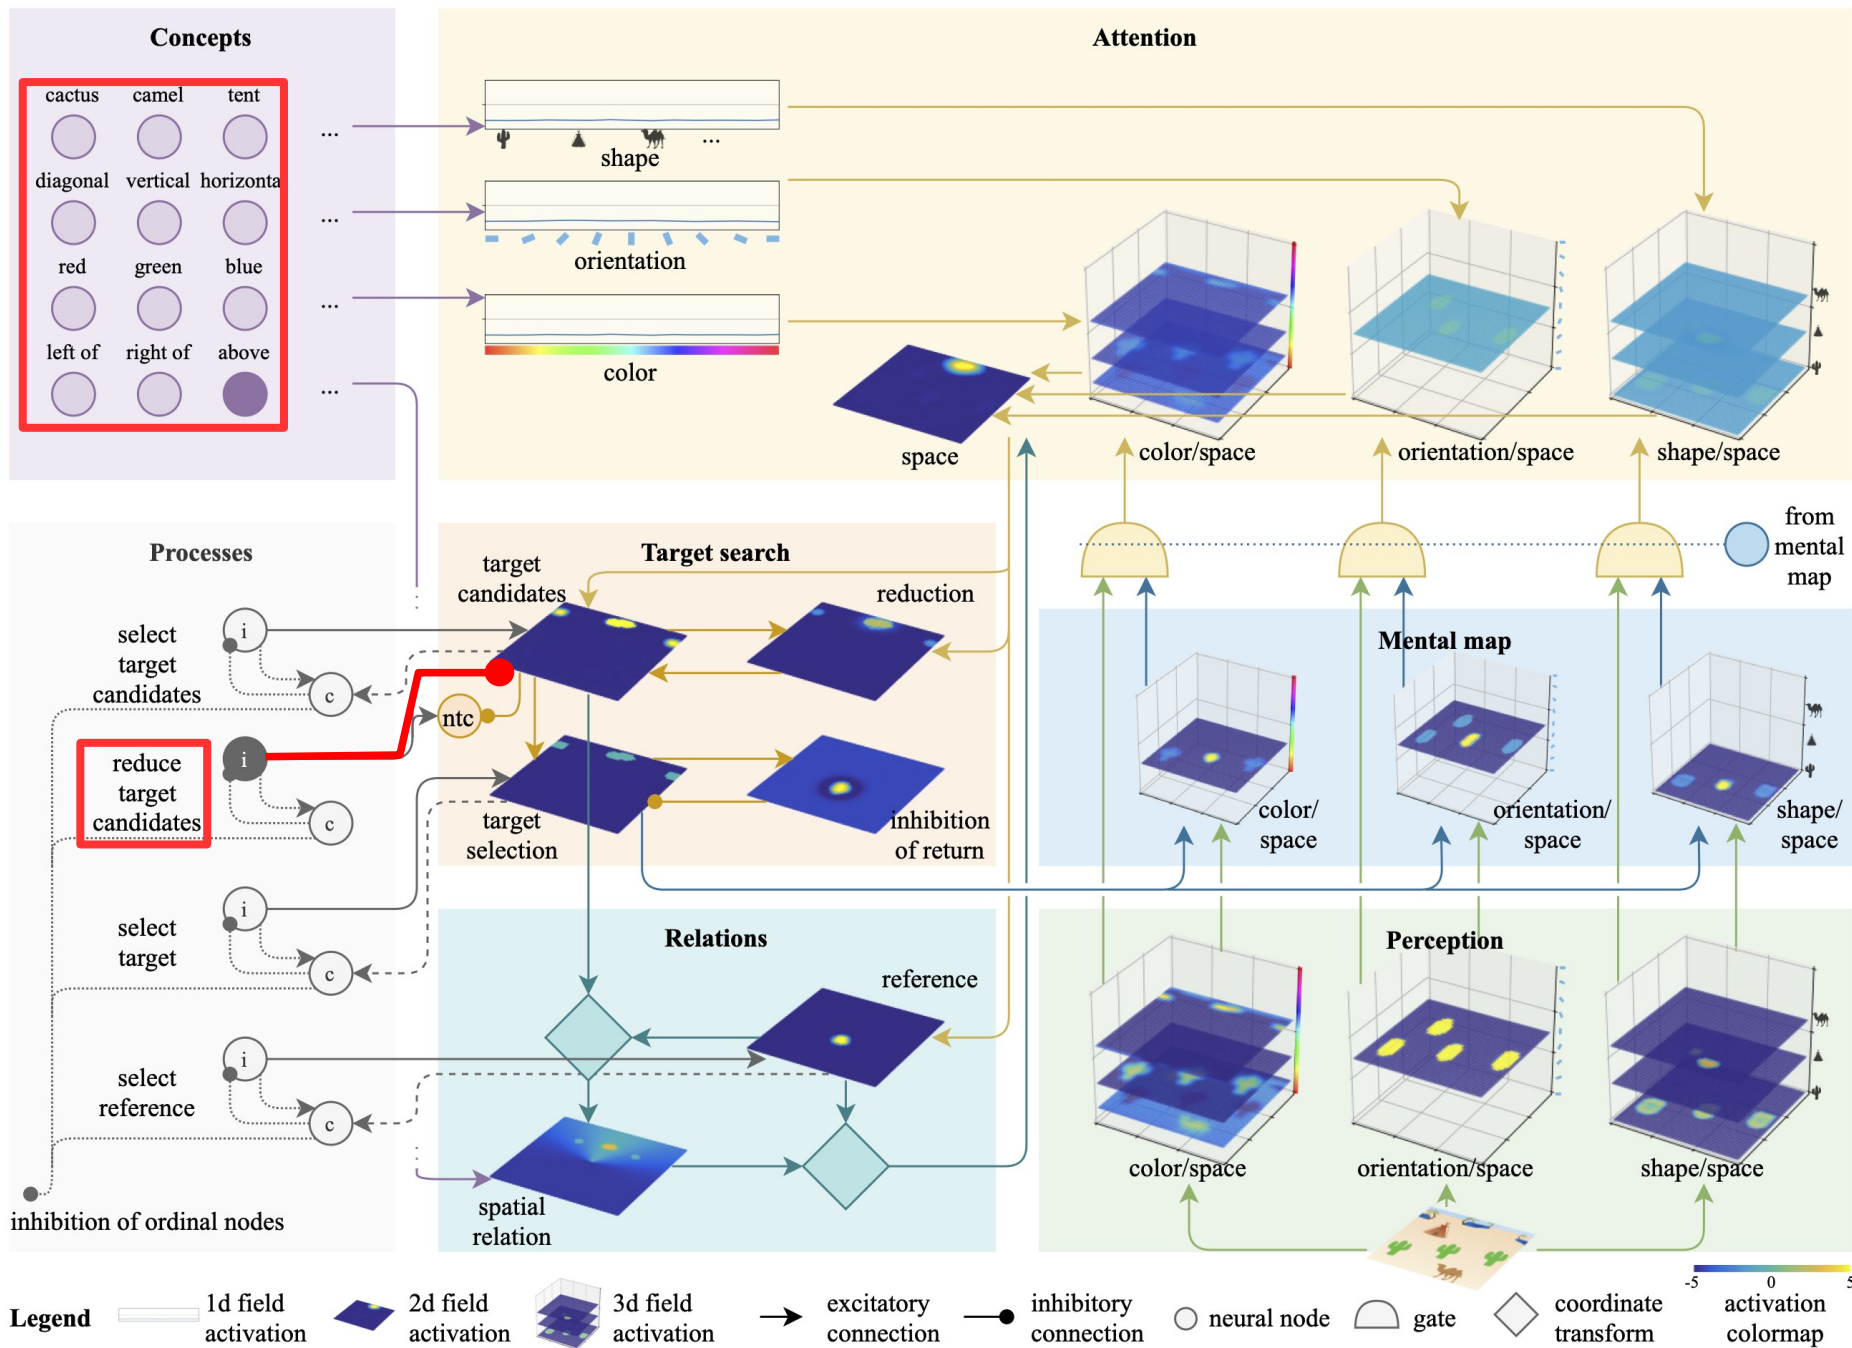 Concepts
cactus camel tent
...
diagonal vertical horizonta
...
red green blue
...
left of right of above
...
Attention
...
shape
orientation
color
space
color/space
orientation/space
shape/space
Processes
select
target
candidates
i
c
reduce
target
candidates
i
c
select
target
i
c
select
reference
i
c
inhibition of ordinal nodes
Target search
target
candidates
reduction
ntc
target
selection
inhibition
of return
from
mental
map
Mental map
color/
space
orientation/
space
shape/
space
Relations
reference
spatial
relation
Perception
color/space
orientation/space
shape/space
Legend
1d field
activation
2d field
activation
3d field
activation
excitatory
connection
inhibitory
connection
neural node
gate
coordinate
transform
-5 0 5
activation
colormap